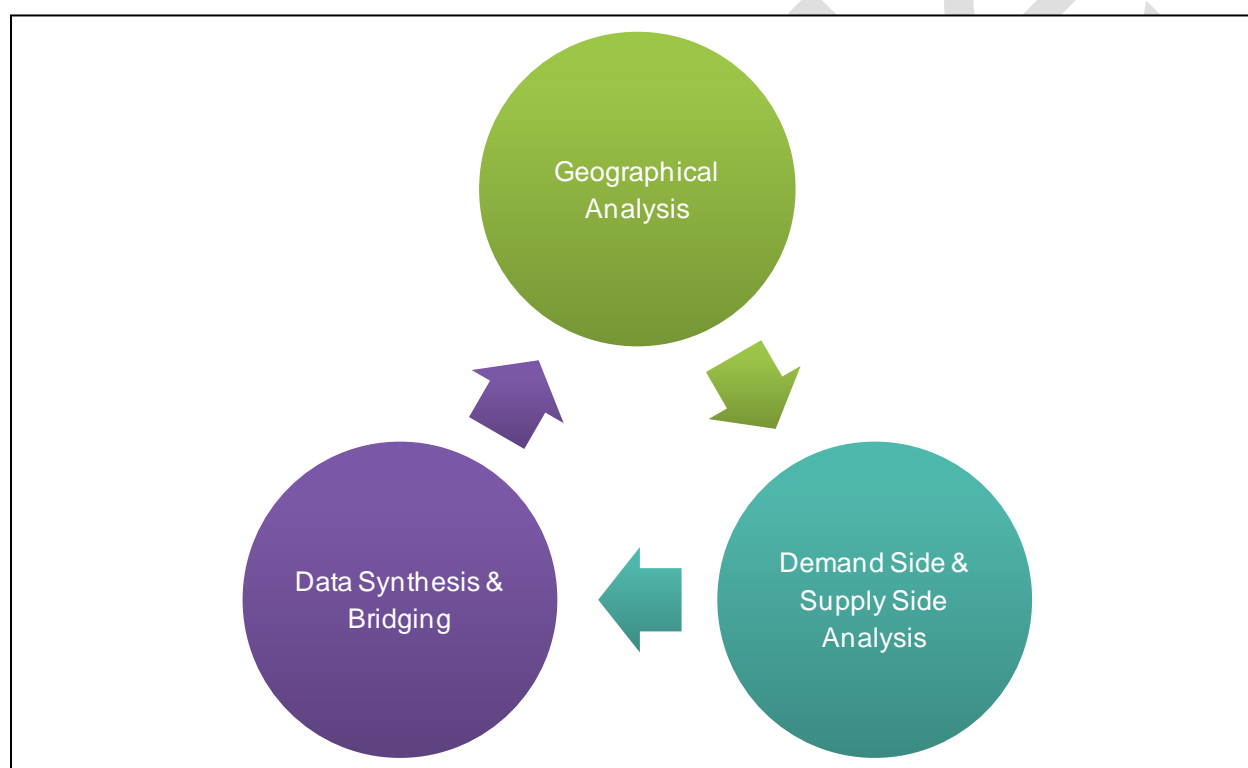 Geographical
Analysis
Demand Side &
Supply Side
Analysis
Data Synthesis &
Bridging